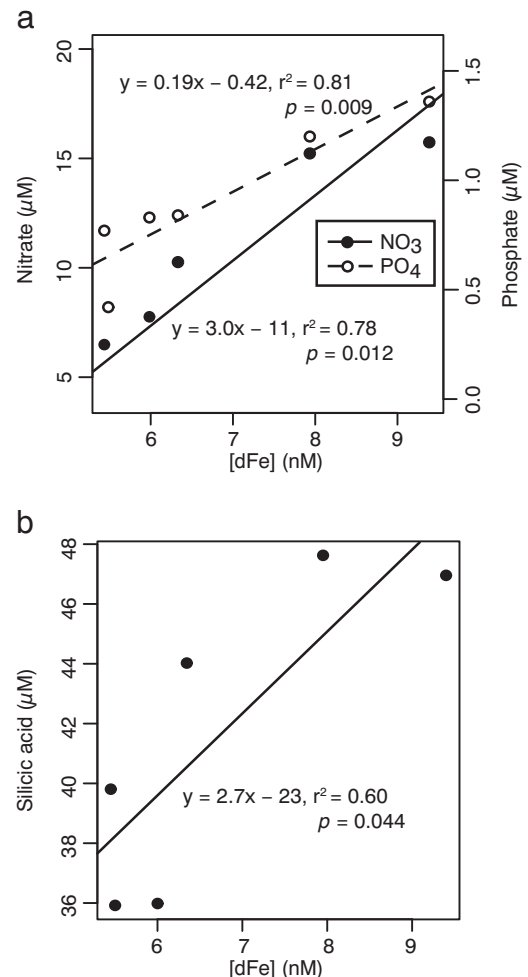 a
20
15
10
5
Nitrate (μM)
y = 0.19x − 0.42, r² = 0.81
p = 0.009
1.5
1.0
0.5
0.0
Phosphate (μM)
NO₃
PO₄
y = 3.0x − 11, r² = 0.78
p = 0.012
6 7 8 9
[dFe] (nM)
b
48
46
44
42
40
38
36
Silicic acid (μM)
y = 2.7x − 23, r² = 0.60
p = 0.044
6 7 8 9
[dFe] (nM)